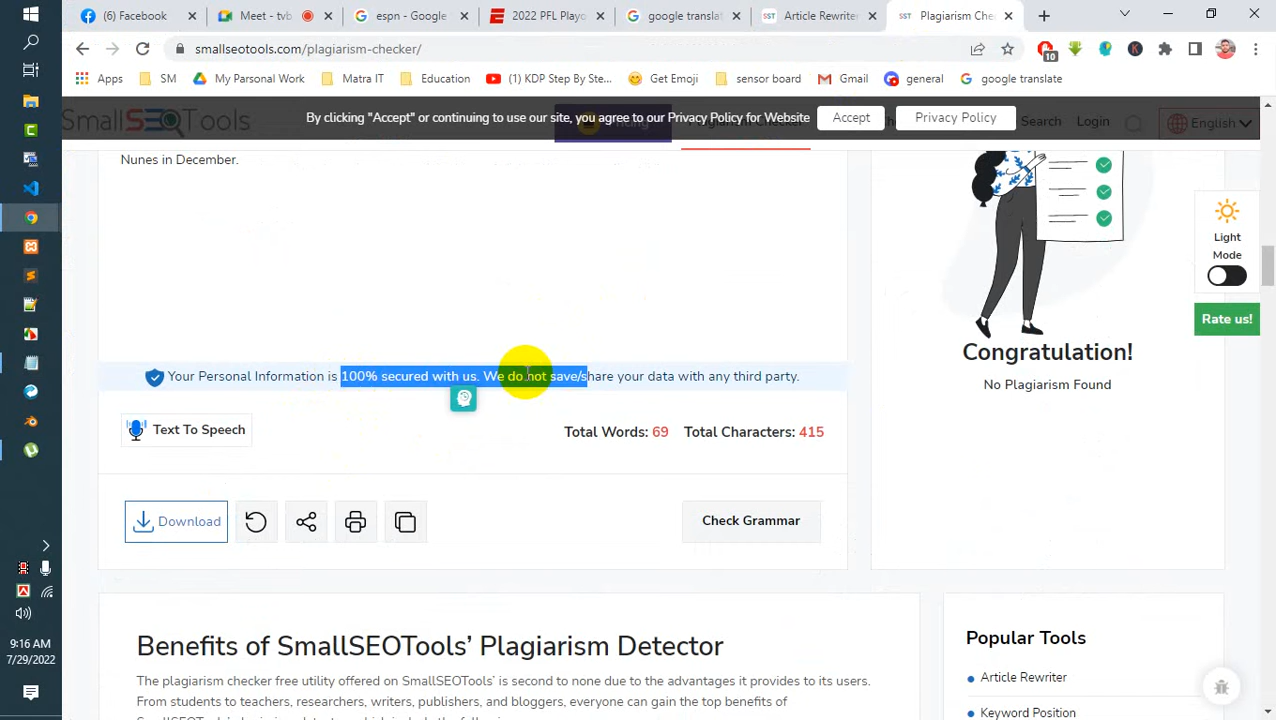 (6) Facebook
Meet - tvb
espn - Google
2022 PFL Playo
google translat
Article Rewriter
Plagiarism Che
smallseotools.com/plagiarism-checker/
10
Apps
SM
My Parsonal Work
Matra IT
Education
(1) KDP Step By Ste...
Get Emoji
sensor board
Gmail
general
google translate
SmallSEOTools
By clicking "Accept" or continuing to use our site, you agree to our Privacy Policy for Website
Accept
Privacy Policy
Search
Login
English
Nunes in December.
Light
Mode
Rate us!
Congratulation!
No Plagiarism Found
Your Personal Information is 100% secured with us. We do not save/share your data with any third party.
Text To Speech
Total Words: 69
Total Characters: 415
Download
Check Grammar
Benefits of SmallSEOTools' Plagiarism Detector
The plagiarism checker free utility offered on SmallSEOTools' is second to none due to the advantages it provides to its users.
From students to teachers, researchers, writers, publishers, and bloggers, everyone can gain the top benefits of
Popular Tools
Article Rewriter
Keyword Position
9:16 AM
7/29/2022